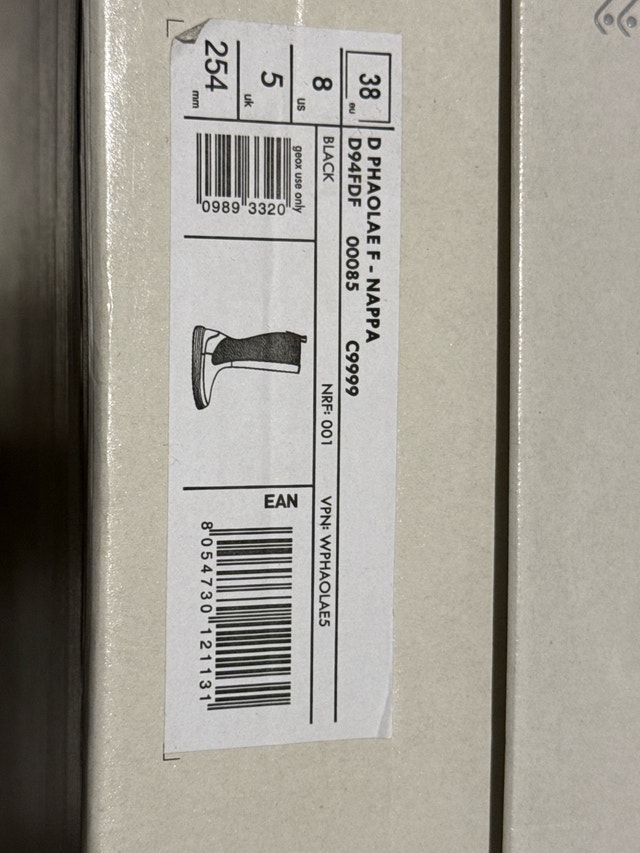 38 eu
8 us
5 uk
254 mm
D PHAOLAE F - NAPPA
D94FDF 00085 C9999
BLACK NRF: 001 VPN: WPHAOLAE5
geox use only
0989 3320
EAN
8 054730 121131